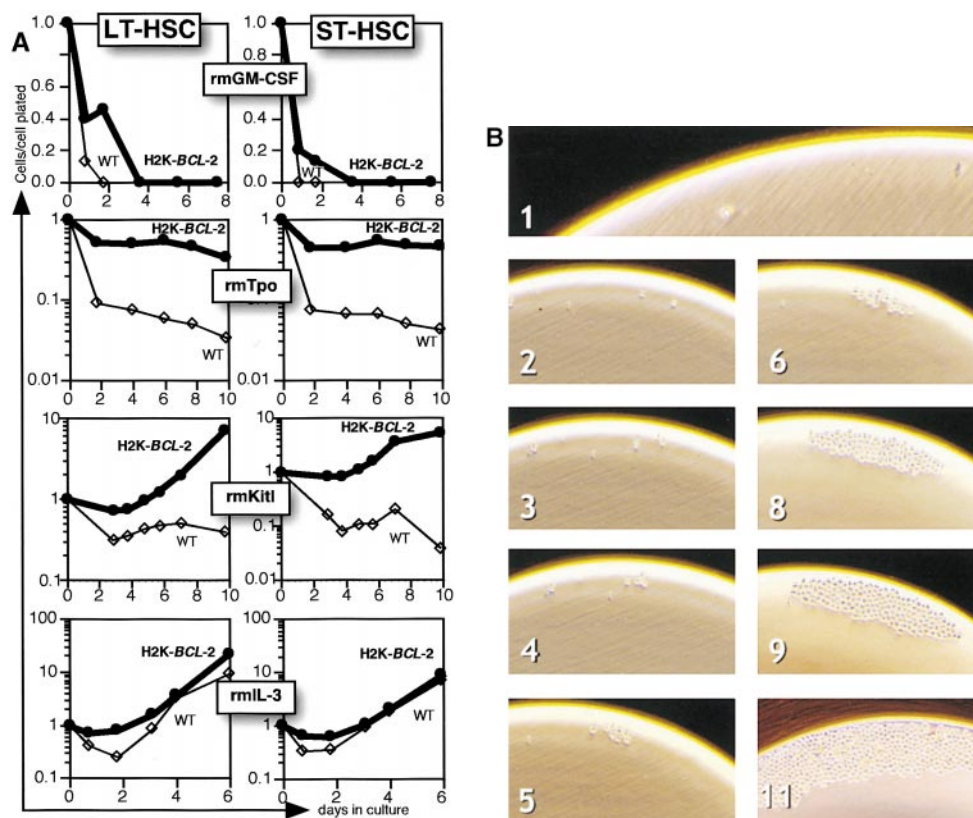 A
LT-HSC
ST-HSC
B
Cells/cell plated
1.0
0.8
0.6
0.4
0.2
0.0
0 2 4 6 8
WT
H2K-BCL-2
rmGM-CSF
1.0
0.8
0.6
0.4
0.2
0.0
0 2 4 6 8
WT
H2K-BCL-2
1
0.1
0.01
0 2 4 6 8 10
H2K-BCL-2
WT
rmTpo
1
0.01
0 2 4 6 8 10
H2K-BCL-2
WT
10
1
0.1
0 2 4 6 8 10
H2K-BCL-2
WT
rmKitl
10
1
0.1
0.01
0 2 4 6 8 10
H2K-BCL-2
WT
100
10
1
0.1
0 2 4 6
H2K-BCL-2
WT
rmIL-3
100
10
1
0.1
0 2 4 6
H2K-BCL-2
WT
days in culture
1
2
6
3
8
4
9
5
11